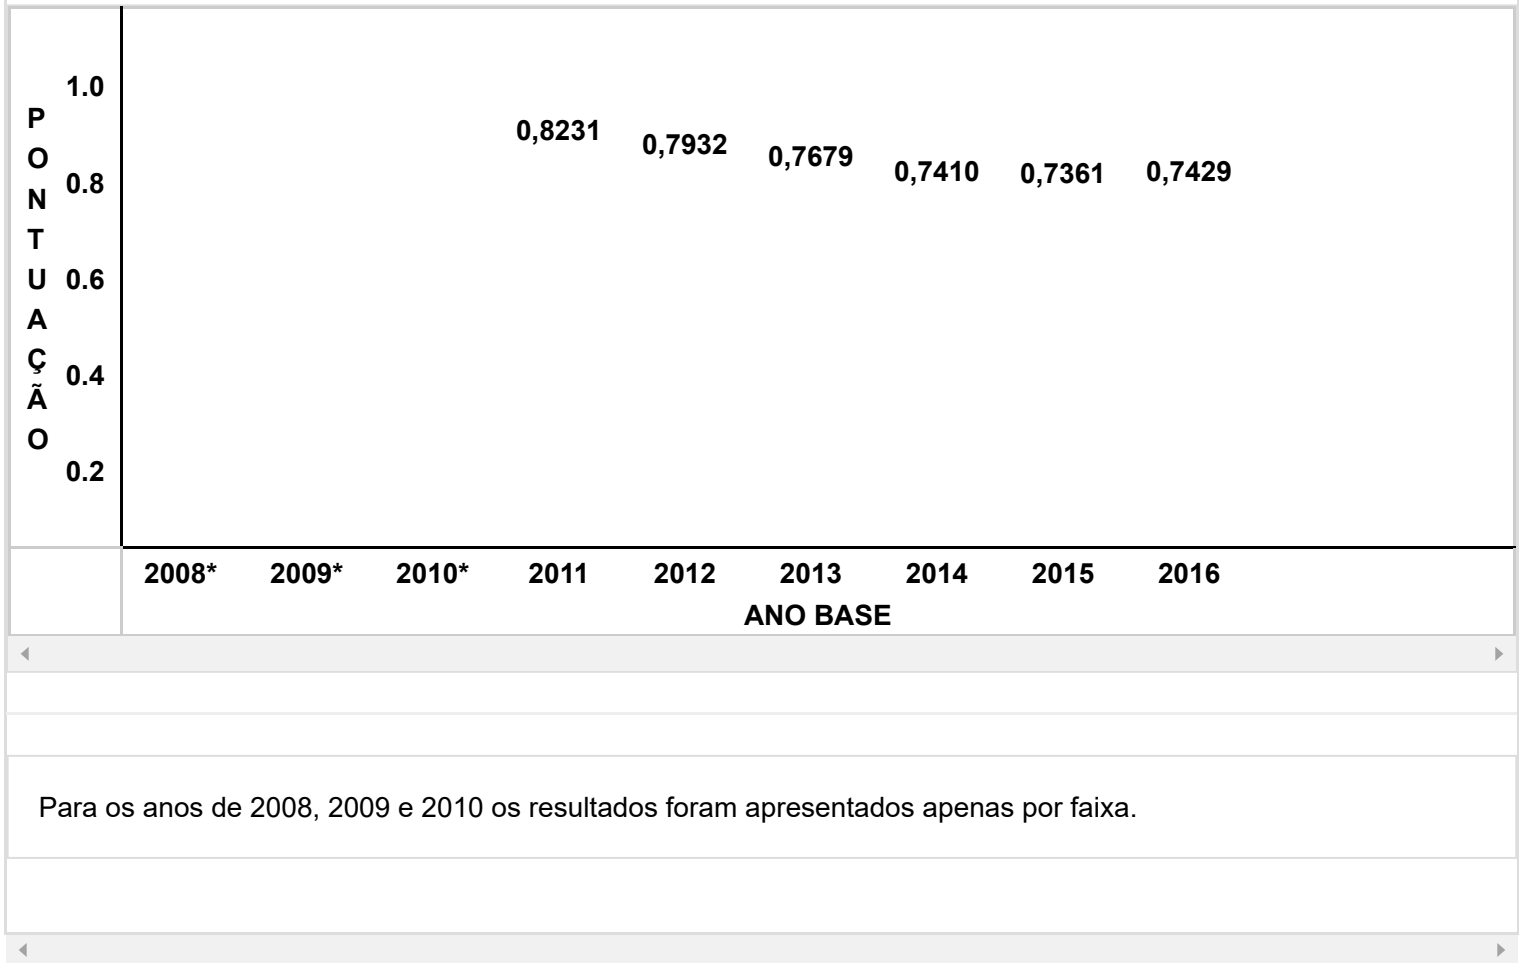 PONTUAÇÃO
1.0
0.8
0.6
0.4
0.2
0,8231 0,7932 0,7679 0,7410 0,7361 0,7429
2008* 2009* 2010* 2011 2012 2013 2014 2015 2016
ANO BASE
Para os anos de 2008, 2009 e 2010 os resultados foram apresentados apenas por faixa.